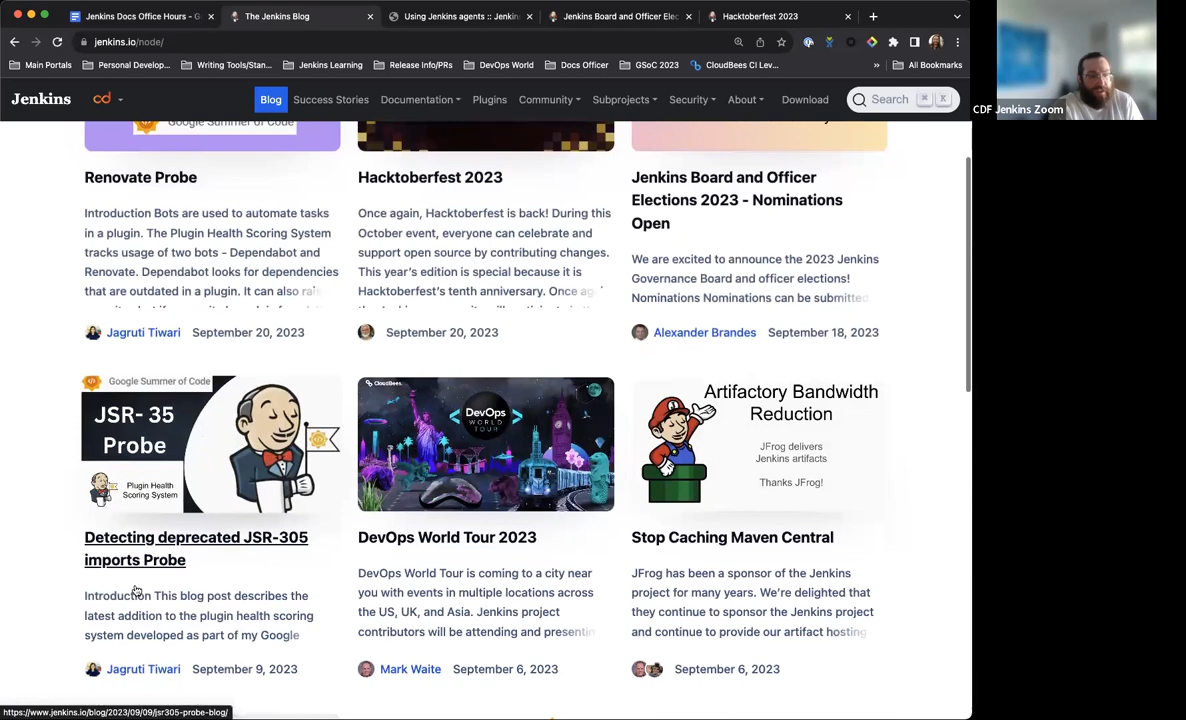 Jenkins Docs Office Hours - G
The Jenkins Blog
Using Jenkins agents :: Jenkin
Jenkins Board and Officer Elec
Hacktoberfest 2023
jenkins.io/node/
Main Portals
Personal Develop...
Writing Tools/Stan...
Jenkins Learning
Release Info/PRs
DevOps World
Docs Officer
GSoC 2023
CloudBees CI Lev...
»
All Bookmarks
Jenkins
cd
Blog
Success Stories
Documentation
Plugins
Community
Subprojects
Security
About
Download
Search
⌘ K
CDF Jenkins Zoom
Google Summer of Code
Renovate Probe
Introduction Bots are used to automate tasks
in a plugin. The Plugin Health Scoring System
tracks usage of two bots - Dependabot and
Renovate. Dependabot looks for dependencies
that are outdated in a plugin. It can also rai
Jagruti Tiwari
September 20, 2023
Hacktoberfest 2023
Once again, Hacktoberfest is back! During this
October event, everyone can celebrate and
support open source by contributing changes.
This year's edition is special because it is
Hacktoberfest's tenth anniversary. Once ag
September 20, 2023
Jenkins Board and Officer
Elections 2023 - Nominations
Open
We are excited to announce the 2023 Jenkins
Governance Board and officer elections!
Nominations Nominations can be submitted
Alexander Brandes
September 18, 2023
Google Summer of Code
JSR- 35
Probe
Plugin Health
Scoring System
Detecting deprecated JSR-305
imports Probe
Introduction This blog post describes the
latest addition to the plugin health scoring
system developed as part of my Google
Jagruti Tiwari
September 9, 2023
CloudBees
DevOps
WORLD
TOUR
DevOps World Tour 2023
DevOps World Tour is coming to a city near
you with events in multiple locations across
the US, UK, and Asia. Jenkins project
contributors will be attending and presentin
Mark Waite
September 6, 2023
Artifactory Bandwidth
Reduction
JFrog delivers
Jenkins artifacts
Thanks JFrog!
Stop Caching Maven Central
JFrog has been a sponsor of the Jenkins
project for many years. We're delighted that
they continue to sponsor the Jenkins project
and continue to provide our artifact hosting
September 6, 2023
https://www.jenkins.io/blog/2023/09/09/jsr305-probe-blog/